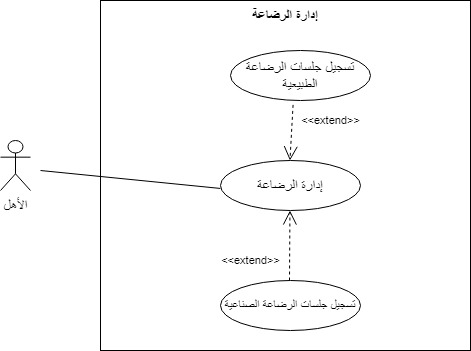 إدارة الرضاعة
تسجيل جلسات الرضاعة
الطبيعية
<<extend>>
إدارة الرضاعة
الأهل
<<extend>>
تسجيل جلسات الرضاعة الصناعية